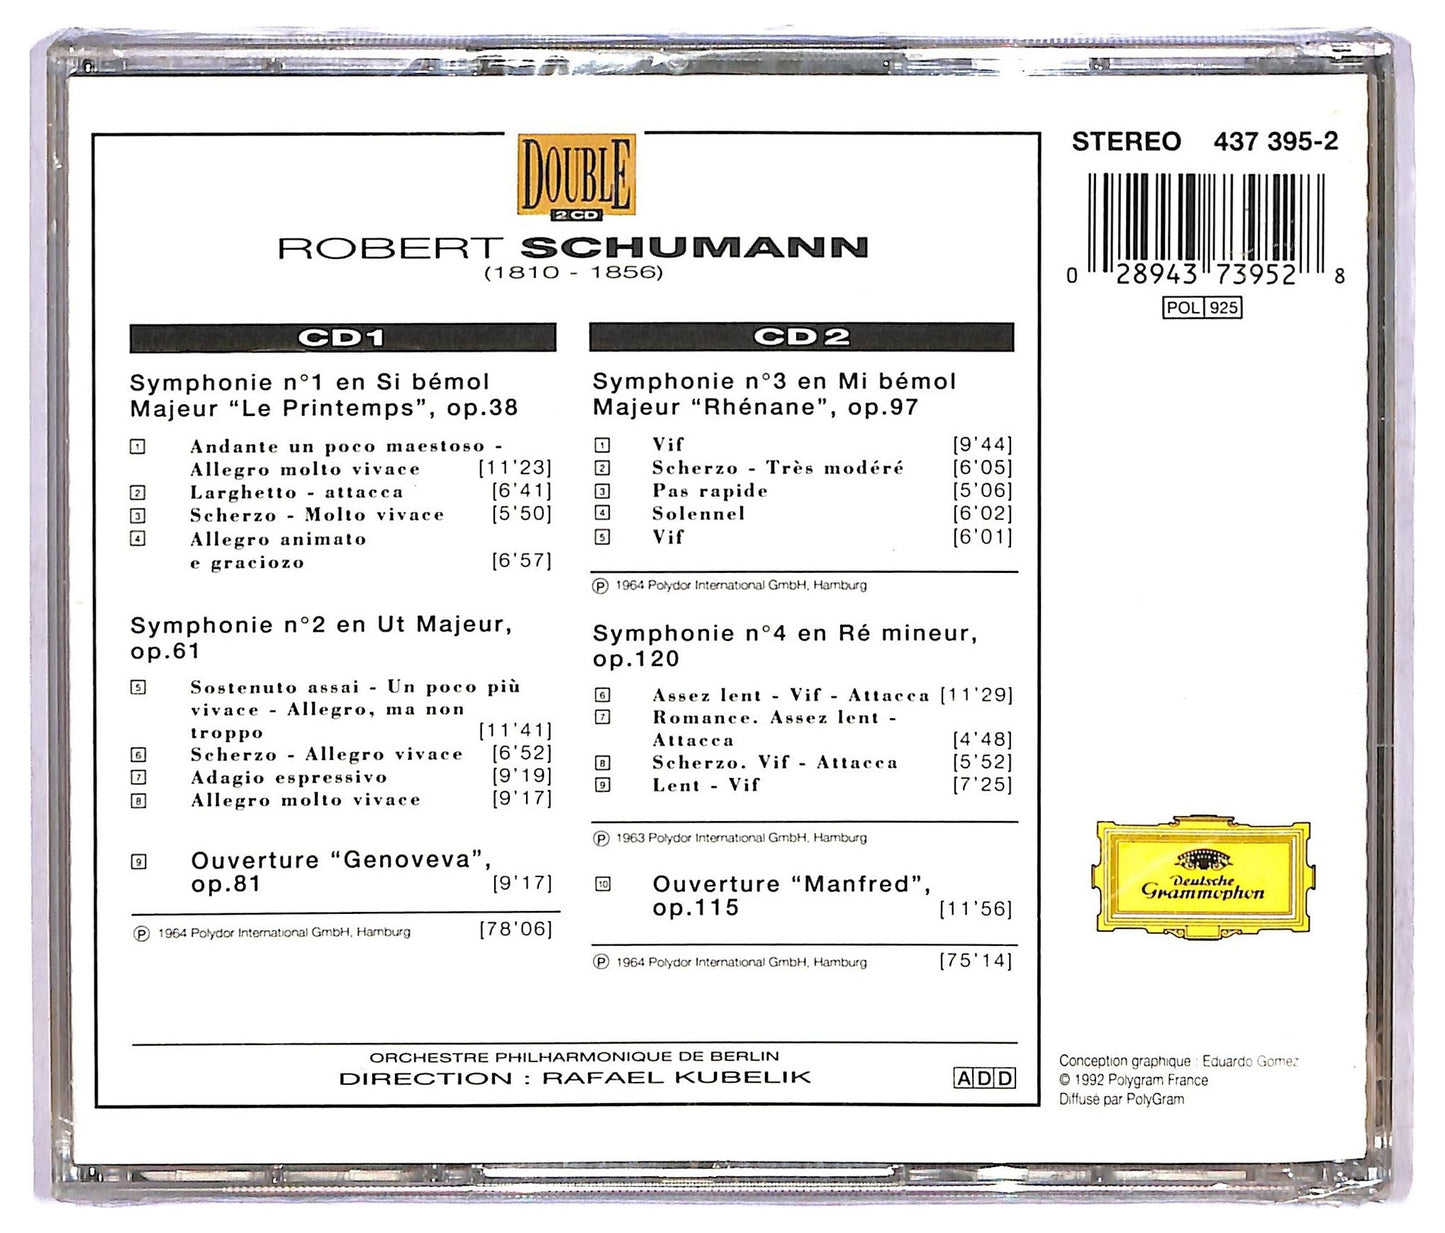 DOUBLE
2 CD
ROBERT SCHUMANN
(1810 - 1856)
CD1
Symphonie n°1 en Si bémol
Majeur “Le Printemps”, op.38
1 Andante un poco maestoso -
Allegro molto vivace [11'23]
2 Larghetto - attacca [6'41]
3 Scherzo - Molto vivace [5'50]
4 Allegro animato
e graciozo [6'57]
Symphonie n°2 en Ut Majeur,
op.61
5 Sostenuto assai - Un poco più
vivace - Allegro, ma non
troppo [11'41]
6 Scherzo - Allegro vivace [6'52]
7 Adagio espressivo [9'19]
8 Allegro molto vivace [9'17]
9 Ouverture “Genoveva”,
op.81 [9'17]
℗ 1964 Polydor International GmbH, Hamburg [78'06]
CD2
Symphonie n°3 en Mi bémol
Majeur “Rhénane”, op.97
1 Vif [9'44]
2 Scherzo - Très modéré [6'05]
3 Pas rapide [5'06]
4 Solennel [6'02]
5 Vif [6'01]
℗ 1964 Polydor International GmbH, Hamburg
Symphonie n°4 en Ré mineur,
op.120
6 Assez lent - Vif - Attacca [11'29]
7 Romance. Assez lent -
Attacca [4'48]
8 Scherzo. Vif - Attacca [5'52]
9 Lent - Vif [7'25]
℗ 1963 Polydor International GmbH, Hamburg
10 Ouverture “Manfred”,
op.115 [11'56]
℗ 1964 Polydor International GmbH, Hamburg [75'14]
ORCHESTRE PHILHARMONIQUE DE BERLIN
DIRECTION : RAFAEL KUBELIK
ADD
STEREO 437 395-2
0 28943 73952 8
POL 925
Deutsche
Grammophon
Conception graphique : Eduardo Gomez
© 1992 Polygram France
Diffusé par PolyGram